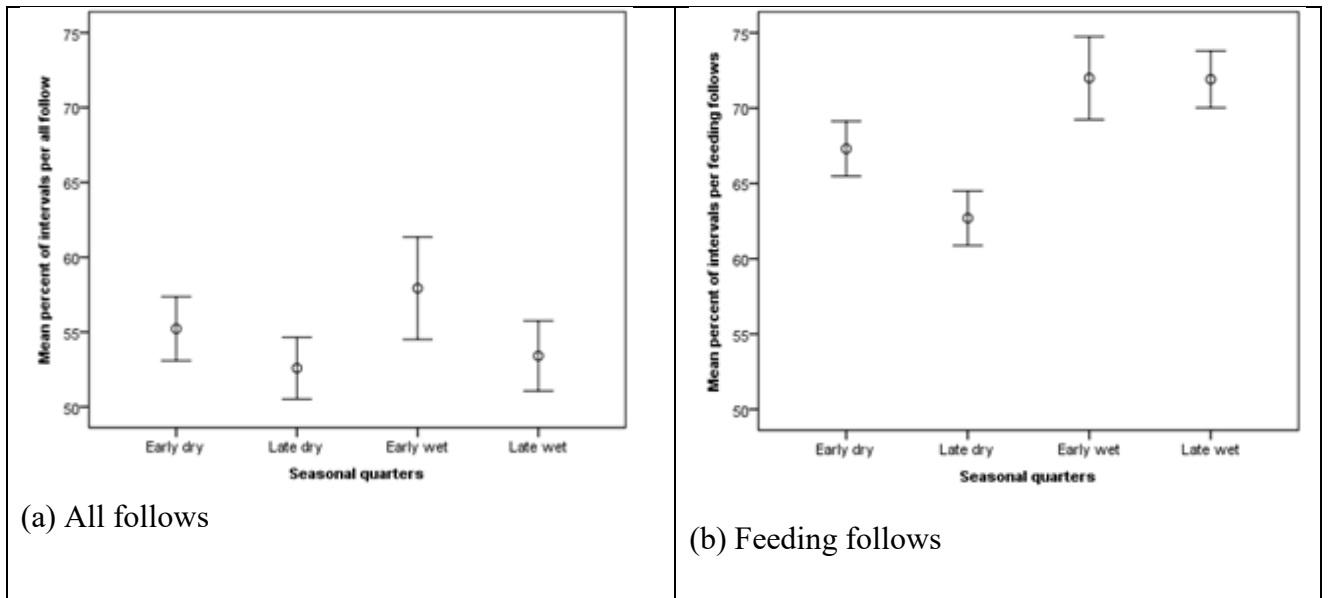 Mean percent of intervals per all follow
75
70
65
60
55
50
Early dry Late dry Early wet Late wet
Seasonal quarters
(a) All follows
Mean percent of intervals per feeding follows
75
70
65
60
55
50
Early dry Late dry Early wet Late wet
Seasonal quarters
(b) Feeding follows